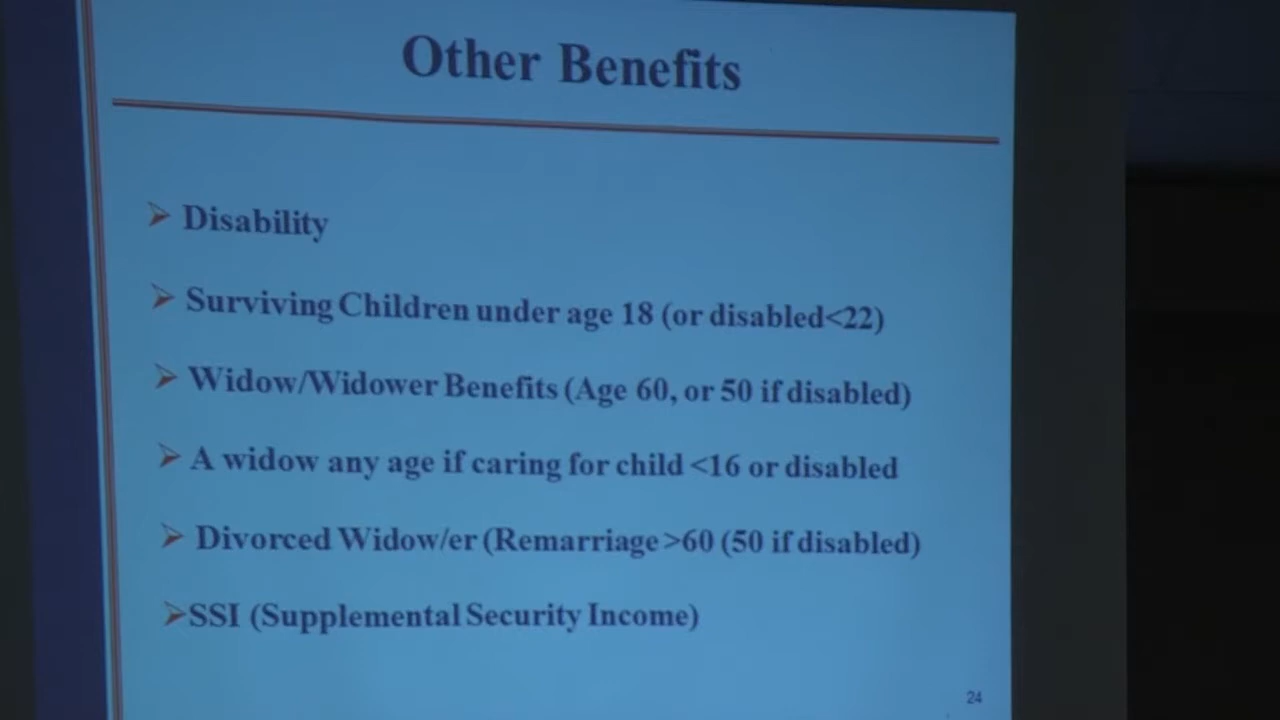 Other Benefits
➢ Disability
➢ Surviving Children under age 18 (or disabled<22)
➢ Widow/Widower Benefits (Age 60, or 50 if disabled)
➢ A widow any age if caring for child <16 or disabled
➢ Divorced Widow/er (Remarriage >60 (50 if disabled)
➢SSI (Supplemental Security Income)
24